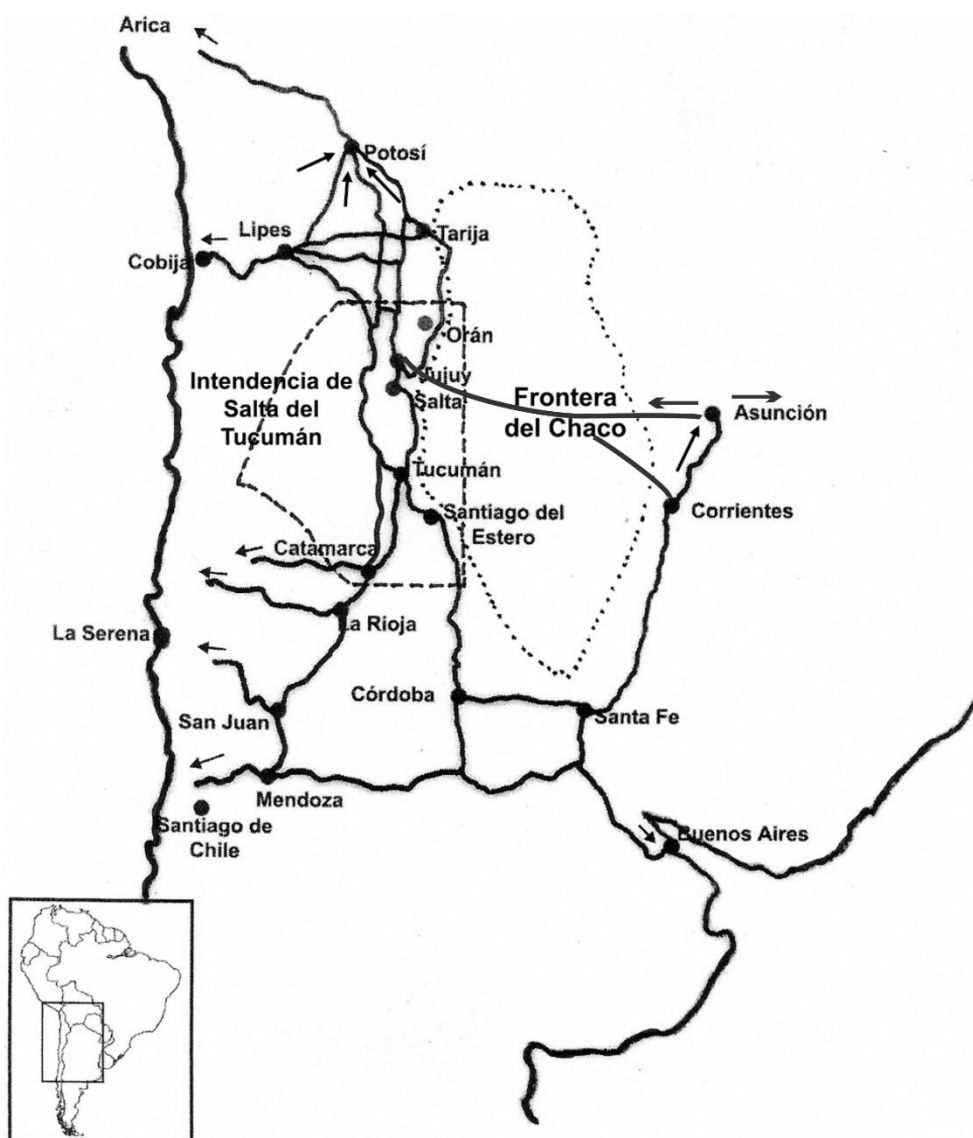 Arica
Potosí
Lipes
Tarija
Cobija
Orán
Intendencia de
Salta del
Tucumán
Jujuy
Salta
Frontera
del Chaco
Asunción
Tucumán
Santiago del
Estero
Corrientes
Catamarca
La Rioja
La Serena
Córdoba
San Juan
Santa Fe
Mendoza
Santiago de
Chile
Buenos Aires